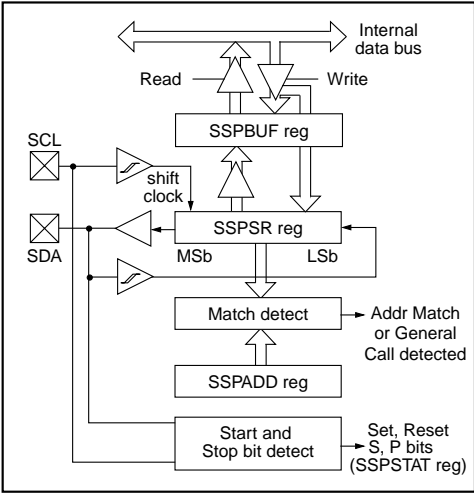 Internal
data bus
Read
Write
SSPBUF reg
SCL
shift
clock
SSPSR reg
SDA
MSb
LSb
Match detect
Addr Match
or General
Call detected
SSPADD reg
Start and
Stop bit detect
Set, Reset
S, P bits
(SSPSTAT reg)